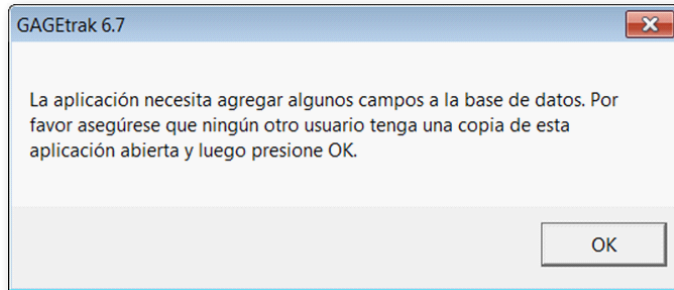 GAGEtrak 6.7
La aplicación necesita agregar algunos campos a la base de datos. Por
favor asegúrese que ningún otro usuario tenga una copia de esta
aplicación abierta y luego presione OK.
OK